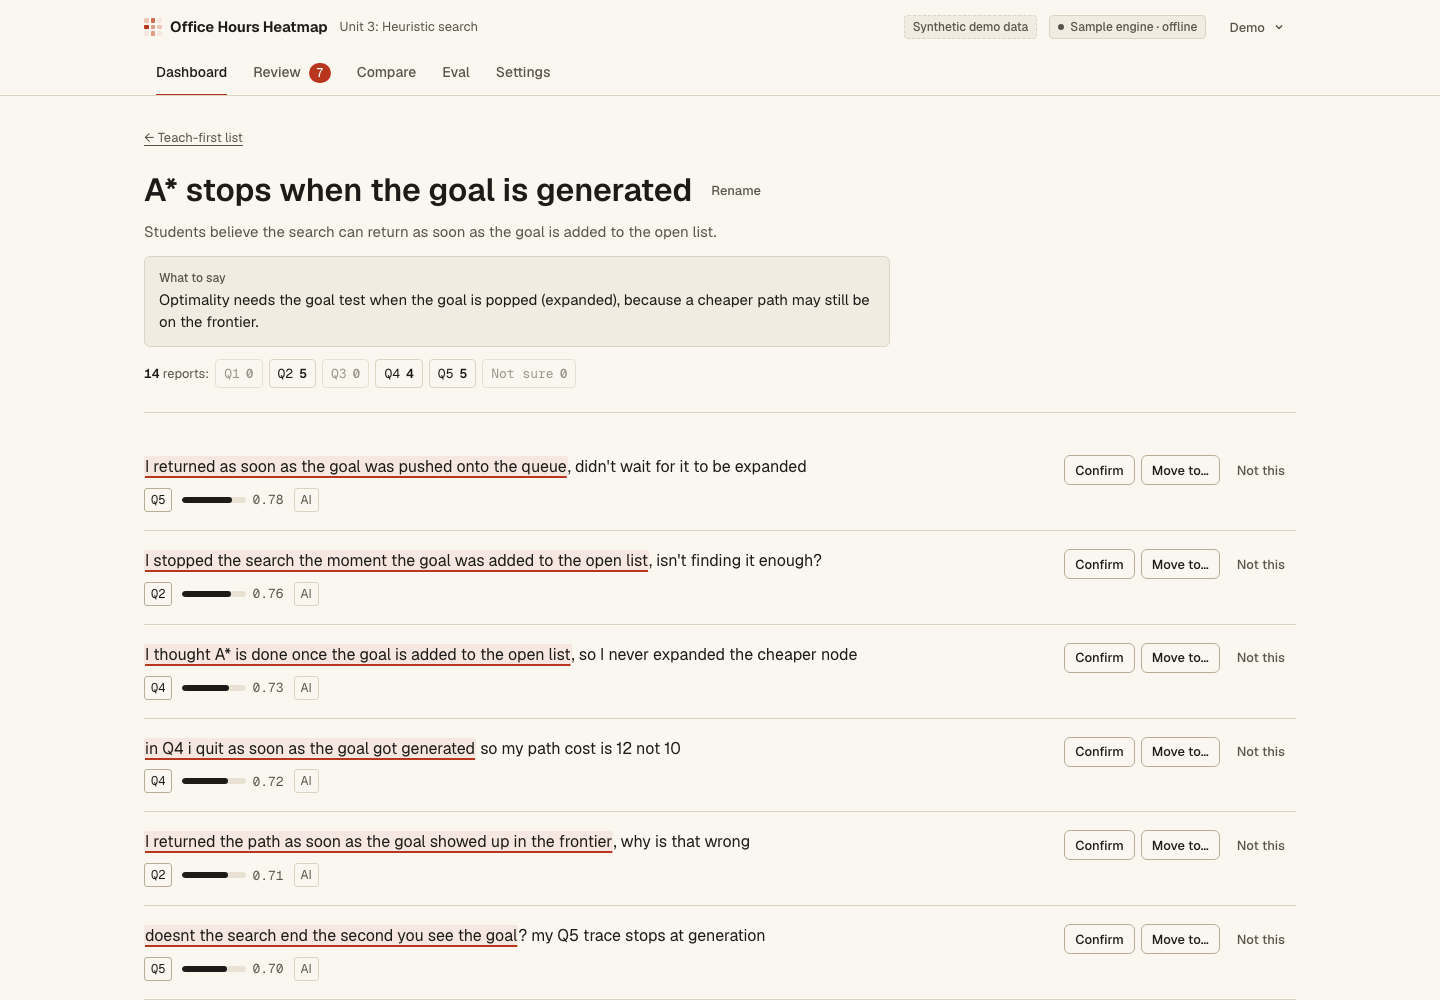 Office Hours Heatmap Unit 3: Heuristic search Synthetic demo data Sample engine · offline Demo
Dashboard Review 7 Compare Eval Settings
← Teach-first list
A* stops when the goal is generated Rename
Students believe the search can return as soon as the goal is added to the open list.
What to say
Optimality needs the goal test when the goal is popped (expanded), because a cheaper path may still be
on the frontier.
14 reports: Q1 0 Q2 5 Q3 0 Q4 4 Q5 5 Not sure 0
I returned as soon as the goal was pushed onto the queue, didn't wait for it to be expanded Confirm Move to... Not this
Q5 0.78 AI
I stopped the search the moment the goal was added to the open list, isn't finding it enough? Confirm Move to... Not this
Q2 0.76 AI
I thought A* is done once the goal is added to the open list, so I never expanded the cheaper node Confirm Move to... Not this
Q4 0.73 AI
in Q4 i quit as soon as the goal got generated so my path cost is 12 not 10 Confirm Move to... Not this
Q4 0.72 AI
I returned the path as soon as the goal showed up in the frontier, why is that wrong Confirm Move to... Not this
Q2 0.71 AI
doesnt the search end the second you see the goal? my Q5 trace stops at generation Confirm Move to... Not this
Q5 0.70 AI